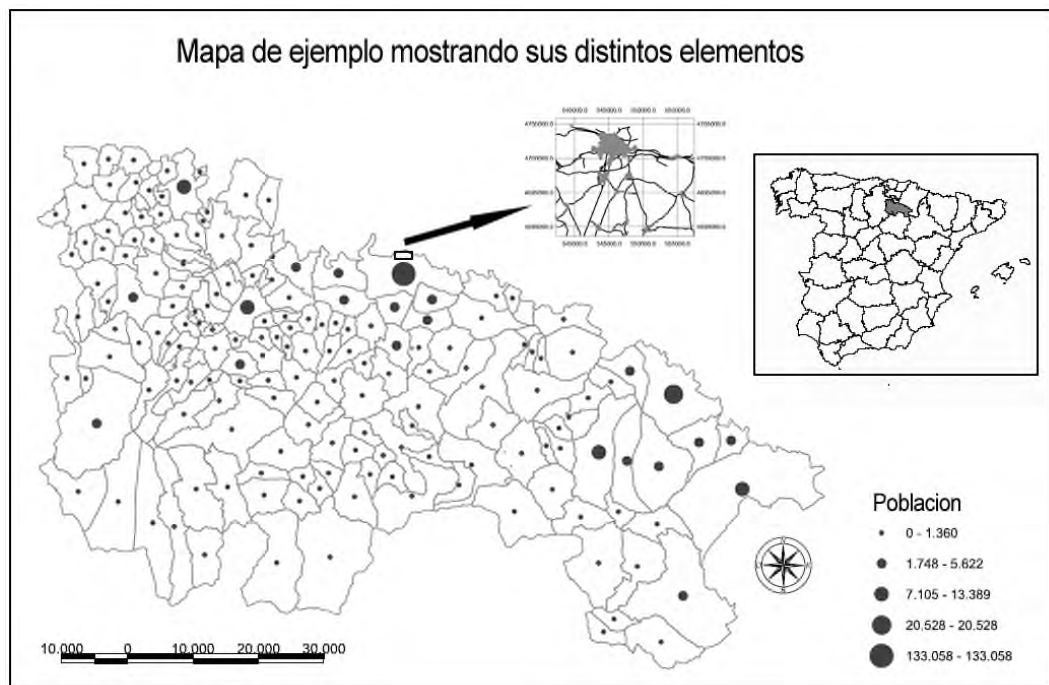 Mapa de ejemplo mostrando sus distintos elementos
Poblacion
0 - 1.360
1.748 - 5.622
7.105 - 13.389
20.528 - 20.528
133.058 - 133.058
10.000 0 10.000 20.000 30.000